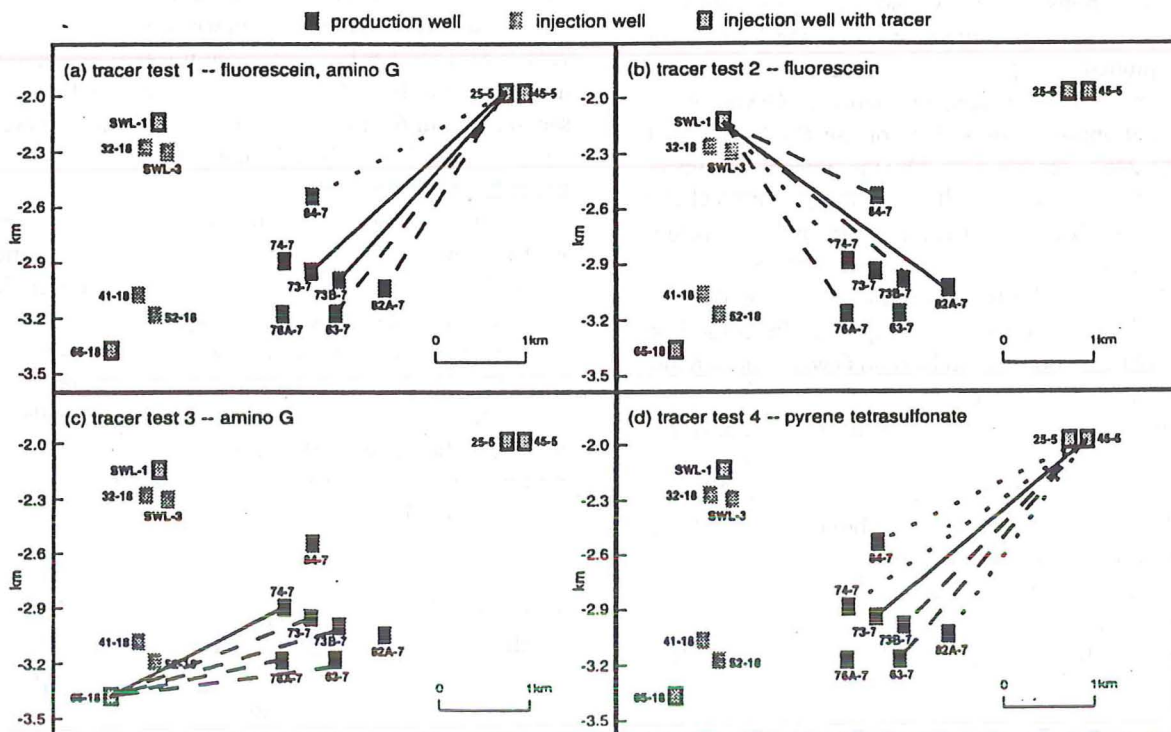 production well injection well injection well with tracer
(a) tracer test 1 -- fluorescein, amino G
-2.0
-2.3
-2.6
-2.9
-3.2
-3.5
km
25-5 45-5
SWL-1
32-18
SWL-3
84-7
74-7
73-7
73B-7
82A-7
41-18
52-18
76A-7
63-7
65-18
0 1km
(b) tracer test 2 -- fluorescein
-2.0
-2.3
-2.6
-2.9
-3.2
-3.5
km
25-5 45-5
SWL-1
32-18
SWL-3
84-7
74-7
73-7
73B-7
82A-7
41-18
52-18
76A-7
63-7
65-18
0 1km
(c) tracer test 3 -- amino G
-2.0
-2.3
-2.6
-2.9
-3.2
-3.5
km
25-5 45-5
SWL-1
32-18
SWL-3
84-7
74-7
73-7
73B-7
82A-7
41-18
52-18
76A-7
63-7
65-18
0 1km
(d) tracer test 4 -- pyrene tetrasulfonate
-2.0
-2.3
-2.6
-2.9
-3.2
-3.5
km
25-5 45-5
SWL-1
32-18
SWL-3
84-7
74-7
73-7
73B-7
82A-7
41-18
52-18
76A-7
63-7
65-18
0 1km